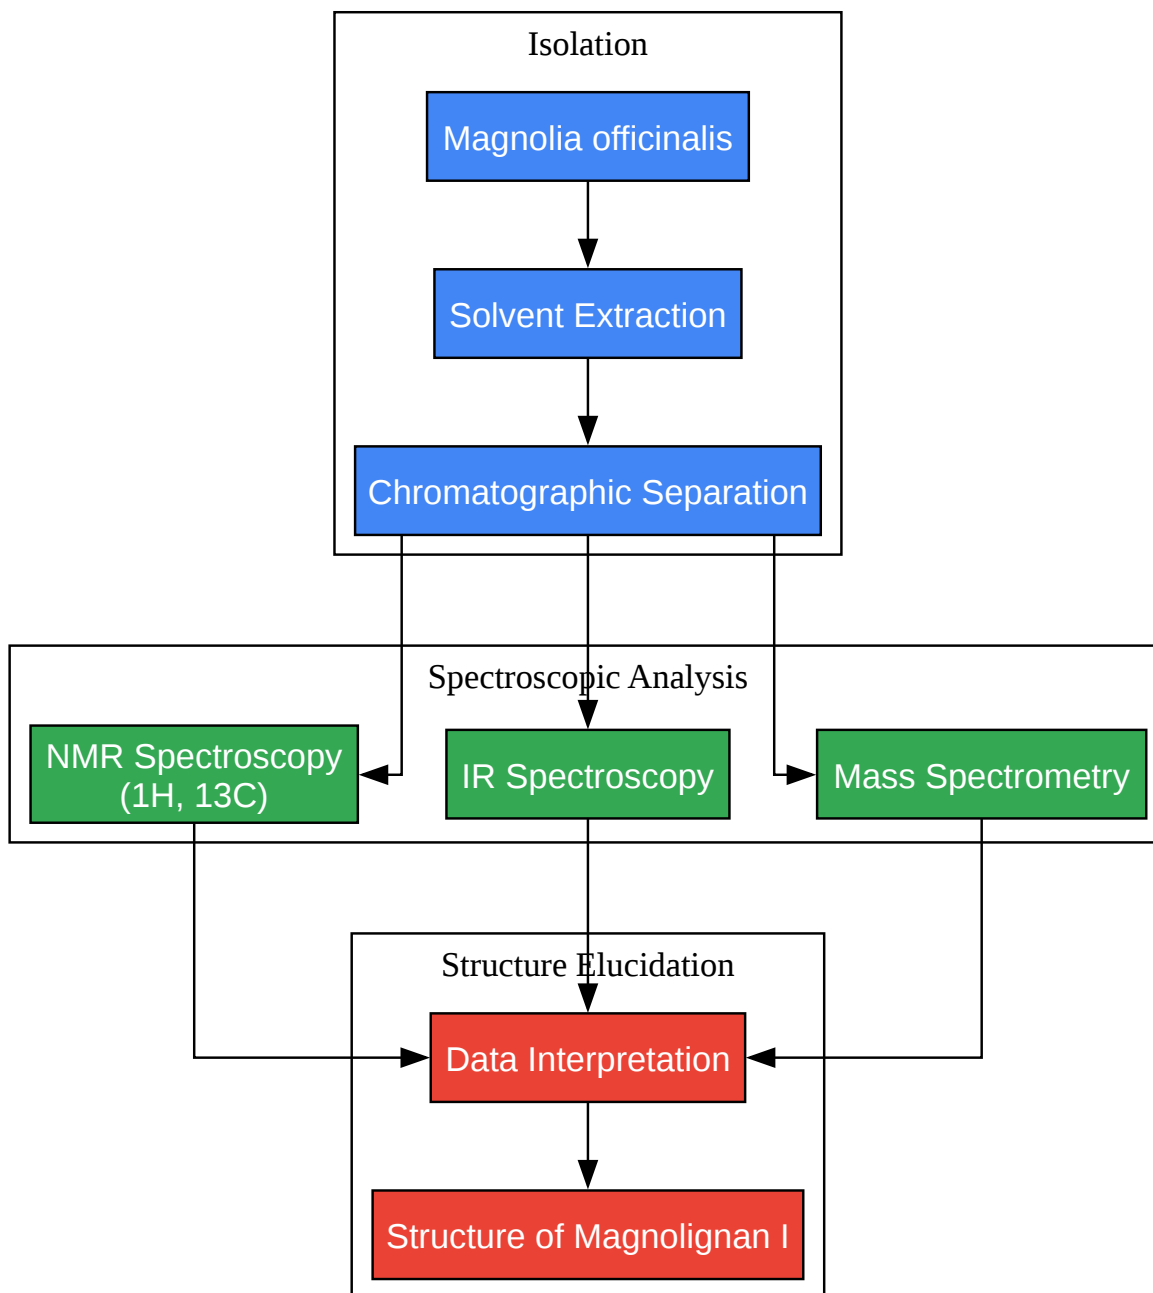 Isolation
Magnolia officinalis
Solvent Extraction
Chromatographic Separation
Spectroscopic Analysis
NMR Spectroscopy
(1H, 13C)
IR Spectroscopy
Mass Spectrometry
Structure Elucidation
Data Interpretation
Structure of Magnolignan I